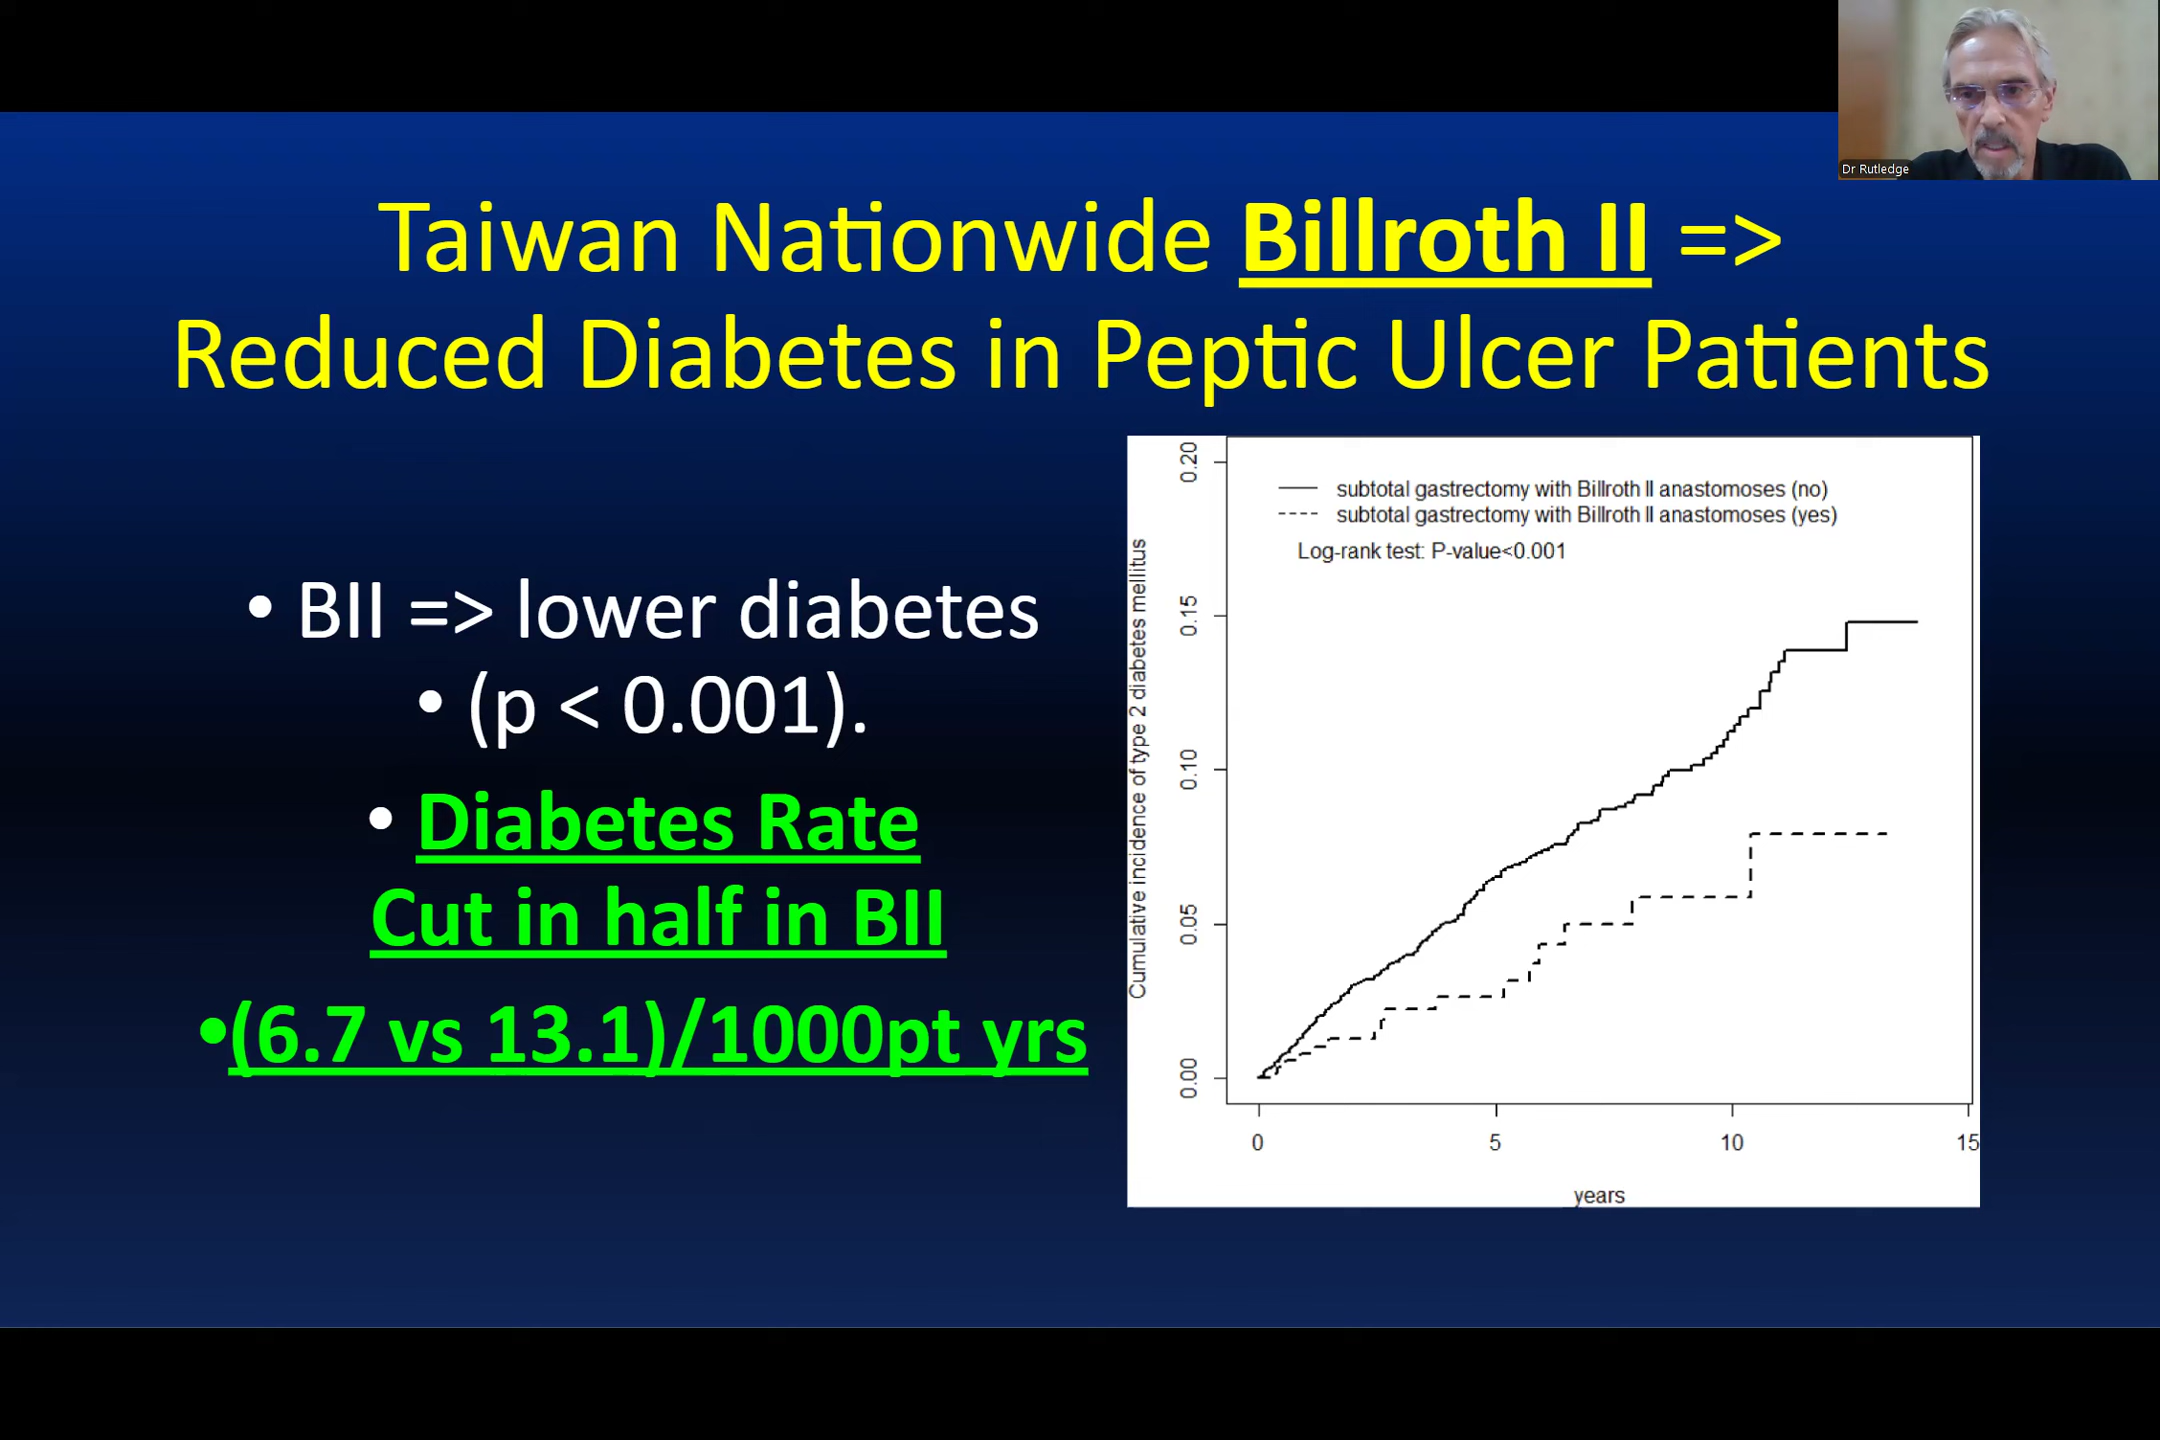 Dr Rutledge
Taiwan Nationwide Billroth II =>
Reduced Diabetes in Peptic Ulcer Patients
• BII => lower diabetes
• (p < 0.001).
• Diabetes Rate
Cut in half in BII
•(6.7 vs 13.1)/1000pt yrs
Cumulative incidence of type 2 diabetes mellitus
0.20
0.15
0.10
0.05
0.00
subtotal gastrectomy with Billroth II anastomoses (no)
subtotal gastrectomy with Billroth II anastomoses (yes)
Log-rank test: P-value<0.001
0 5 10 15
years